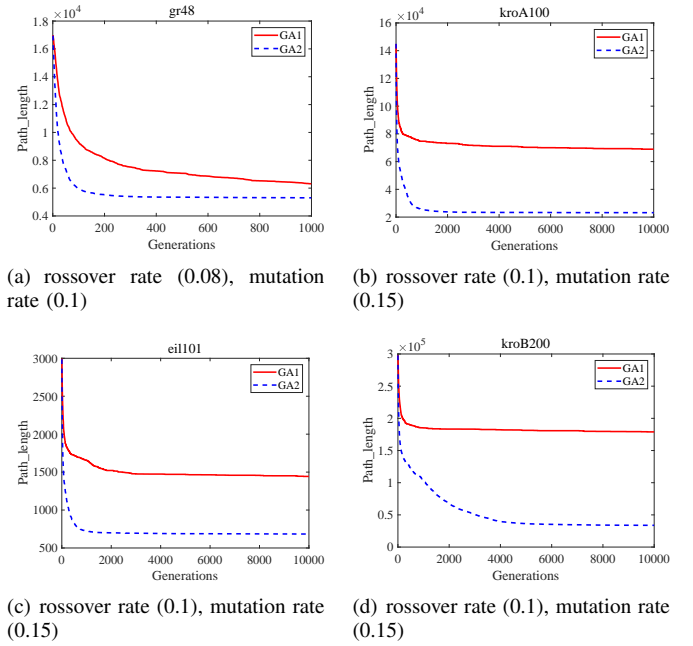 gr48
×10⁴
1.8
1.6
1.4
1.2
1
0.8
0.6
0.4
Path_length
GA1
GA2
0 200 400 600 800 1000
Generations
(a) rossover rate (0.08), mutation
rate (0.1)
kroA100
×10⁴
16
14
12
10
8
6
4
2
Path_length
GA1
GA2
0 2000 4000 6000 8000 10000
Generations
(b) rossover rate (0.1), mutation rate
(0.15)
eil101
3000
2500
2000
1500
1000
500
Path_length
GA1
GA2
0 2000 4000 6000 8000 10000
Generations
(c) rossover rate (0.1), mutation rate
(0.15)
kroB200
×10⁵
3
3
2
2
1
0.5
0
Path_length
GA1
GA2
0 2000 4000 6000 8000 10000
Generations
(d) rossover rate (0.1), mutation rate
(0.15)